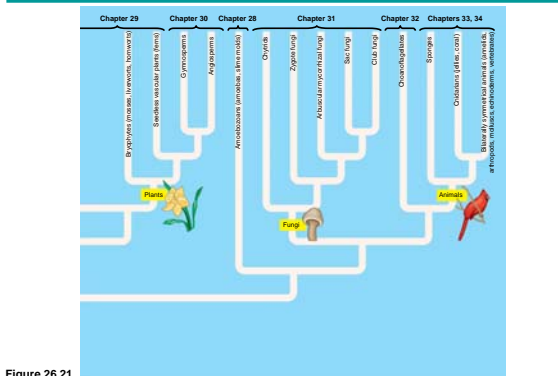 Chapter 29
Chapter 30
Chapter 28
Chapter 31
Chapter 32
Chapters 33, 34
Bryophytes (mosses, liverworts, hornworts)
Seedless vascular plants (ferns)
Gymnosperms
Angiosperms
Amoebozoans (amoebas, slime molds)
Chytrids
Zygote fungi
Arbuscular mycorrhizal fungi
Sac fungi
Club fungi
Choanoflagellates
Sponges
Cnidarians (jellies, coral)
Bilaterally symmetrical animals (annelids,
arthropods, molluscs, echinoderms, vertebrates)
Plants
Fungi
Animals
Figure 26.21